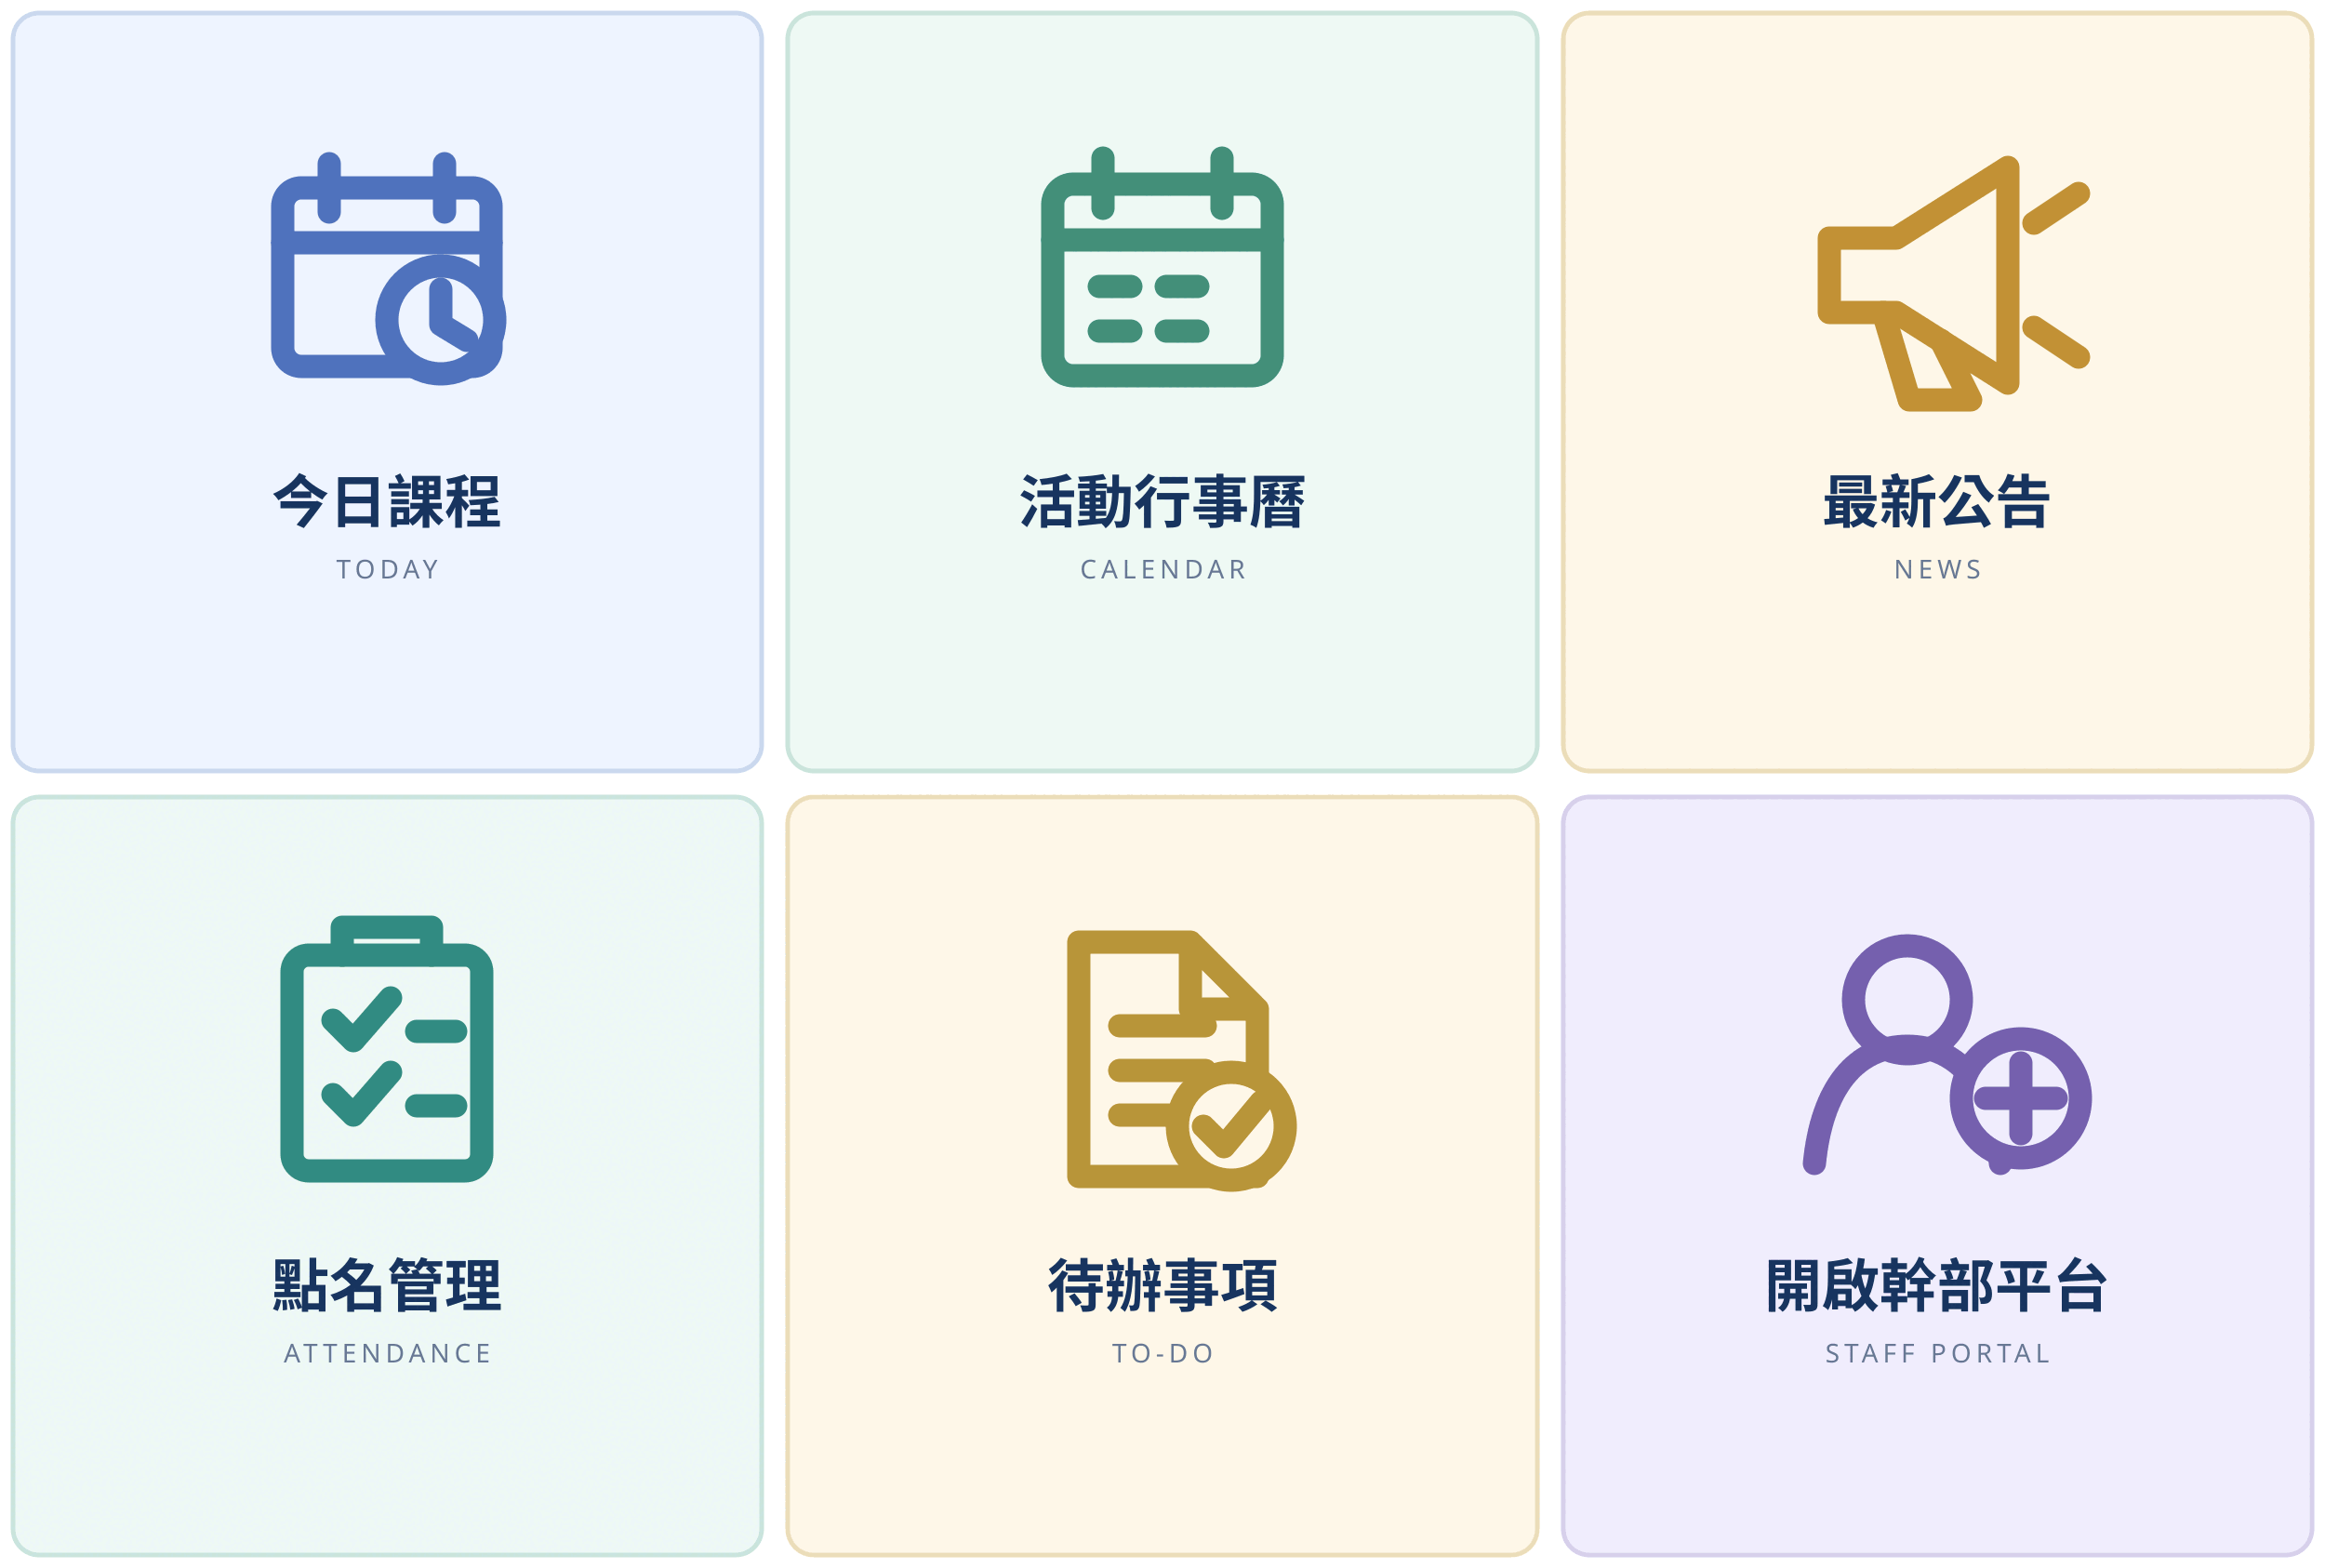 今日課程
TODAY
活動行事曆
CALENDAR
最新公告
NEWS
點名管理
ATTENDANCE
待辦事項
TO-DO
開啟幹部平台
STAFF PORTAL